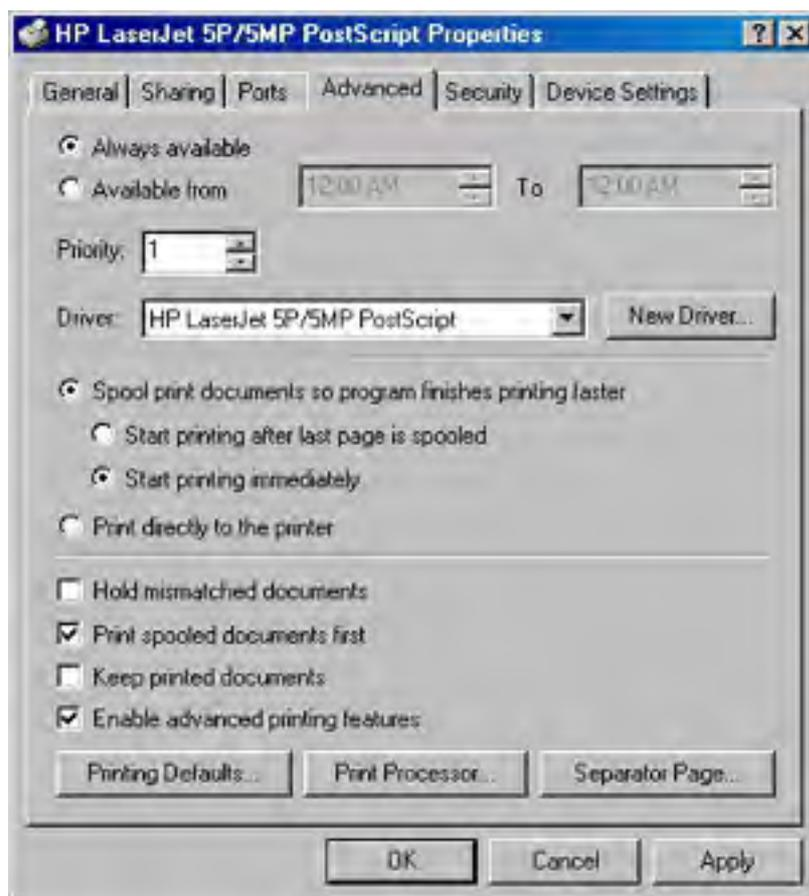 HP LaserJet 5P/5MP PostScript Properties
General Sharing Ports Advanced Security Device Settings
Always available
Available from 12:00 AM To 12:00 AM
Priority: 1
Driver: HP LaserJet 5P/5MP PostScript New Driver...
Spool print documents so program finishes printing faster
Start printing after last page is spooled
Start printing immediately
Print directly to the printer
Hold mismatched documents
Print spooled documents first
Keep printed documents
Enable advanced printing features
Printing Defaults... Print Processor... Separator Page...
OK Cancel Apply